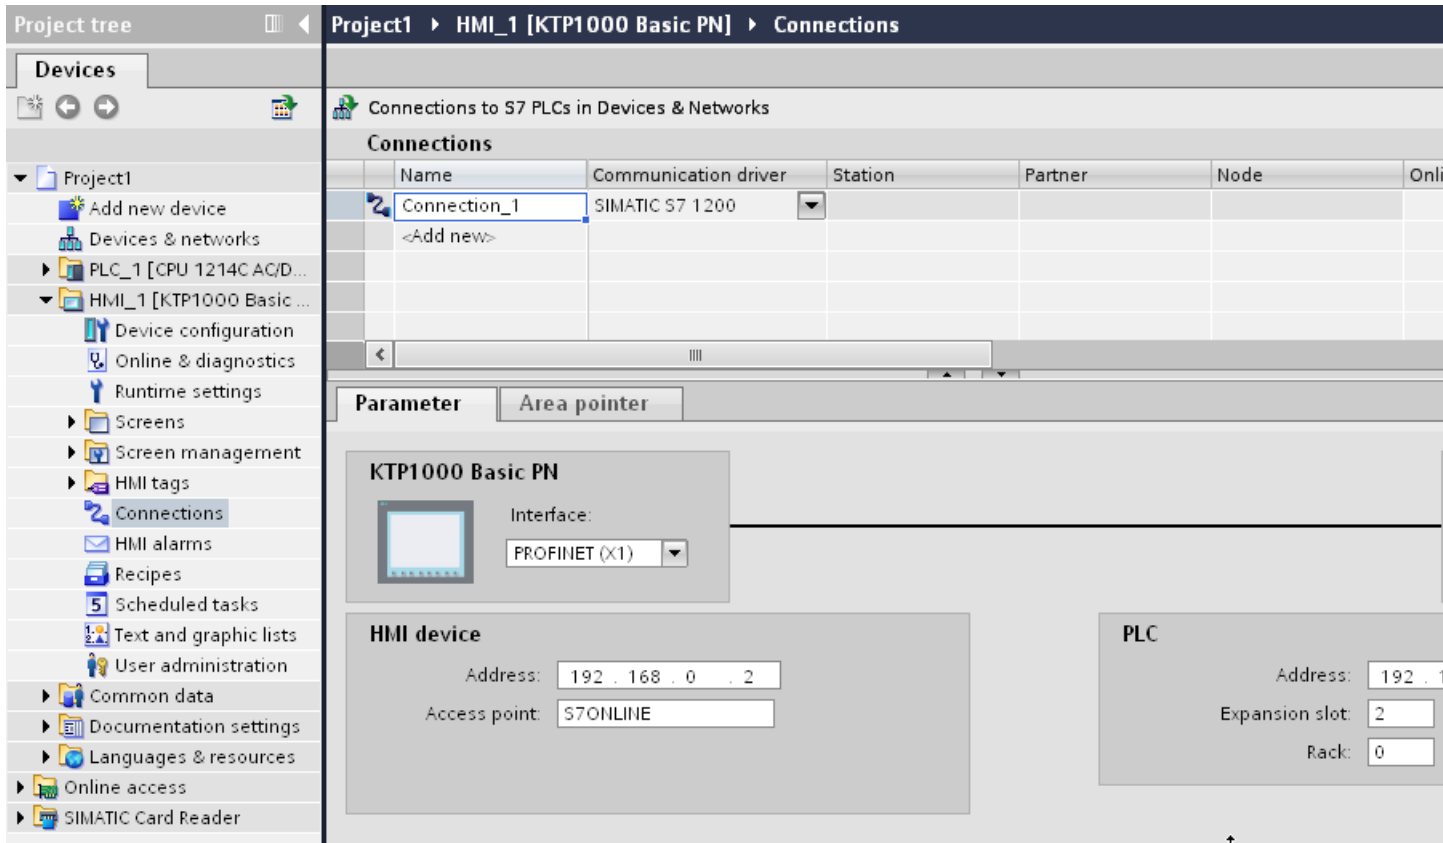 Project tree
Devices
Project1
Add new device
Devices & networks
PLC_1 [CPU 1214C AC/D...
HMI_1 [KTP1000 Basic ...
Device configuration
Online & diagnostics
Runtime settings
Screens
Screen management
HMI tags
Connections
HMI alarms
Recipes
Scheduled tasks
Text and graphic lists
User administration
Common data
Documentation settings
Languages & resources
Online access
SIMATIC Card Reader
Project1 HMI_1 [KTP1000 Basic PN] Connections
Connections to S7 PLCs in Devices & Networks
Connections
Name Communication driver Station Partner Node Onli
Connection_1 SIMATIC S7 1200
<Add new>
Parameter Area pointer
KTP1000 Basic PN
Interface:
PROFINET (X1)
HMI device
Address: 192 . 168 . 0 . 2
Access point: S7ONLINE
PLC
Address: 192 . 1
Expansion slot: 2
Rack: 0